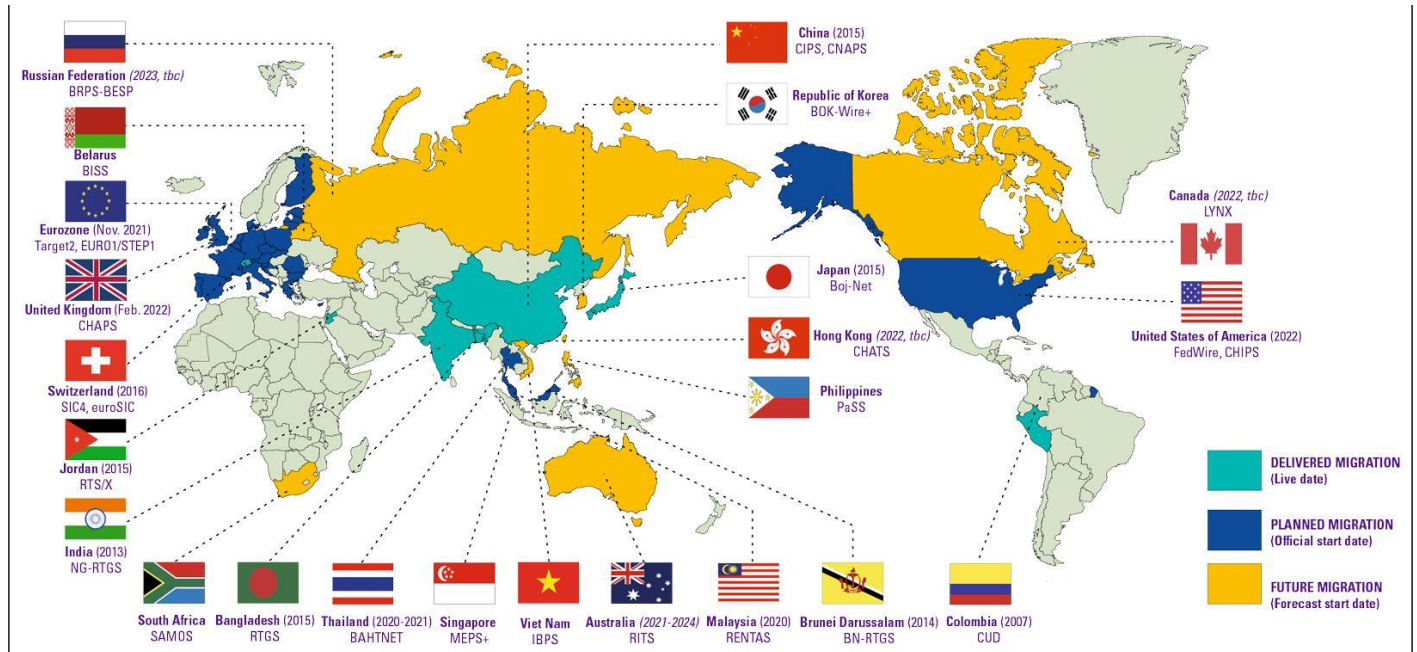 Russian Federation (2023, tbc)
BRPS-BESP
Belarus
BISS
Eurozone (Nov. 2021)
Target2, EURO1/STEP1
United Kingdom (Feb. 2022)
CHAPS
Switzerland (2016)
SIC4, euroSIC
Jordan (2015)
RTS/X
India (2013)
NG-RTGS
South Africa
SAMOS
Bangladesh (2015)
RTGS
Thailand (2020-2021)
BAHTNET
Singapore
MEPS+
Viet Nam
IBPS
Australia (2021-2024)
RITS
Malaysia (2020)
RENTAS
Brunei Darussalam (2014)
BN-RTGS
Colombia (2007)
CUD
China (2015)
CIPS, CNAPS
Republic of Korea
BOK-Wire+
Japan (2015)
Boj-Net
Hong Kong (2022, tbc)
CHATS
Philippines
PaSS
Canada (2022, tbc)
LYNX
United States of America (2022)
FedWire, CHIPS
DELIVERED MIGRATION
(Live date)
PLANNED MIGRATION
(Official start date)
FUTURE MIGRATION
(Forecast start date)